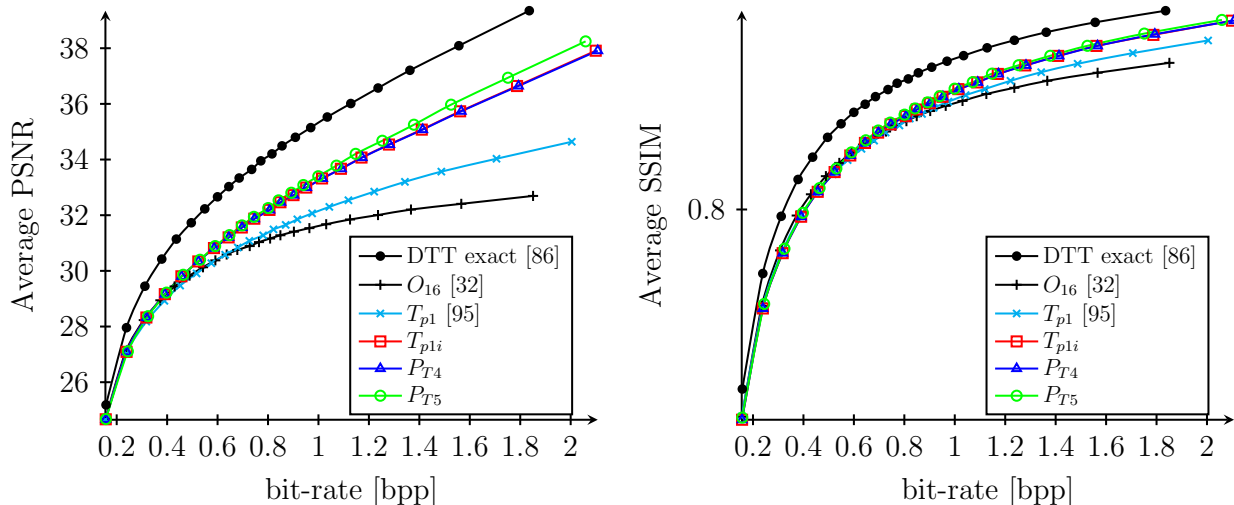 Average PSNR
38
36
34
32
30
28
26
0.2 0.4 0.6 0.8 1 1.2 1.4 1.6 1.8 2
bit-rate [bpp]
DTT exact [86]
O16 [32]
Tp1 [95]
Tp1i
PT4
PT5
Average SSIM
0.8
0.2 0.4 0.6 0.8 1 1.2 1.4 1.6 1.8 2
bit-rate [bpp]
DTT exact [86]
O16 [32]
Tp1 [95]
Tp1i
PT4
PT5